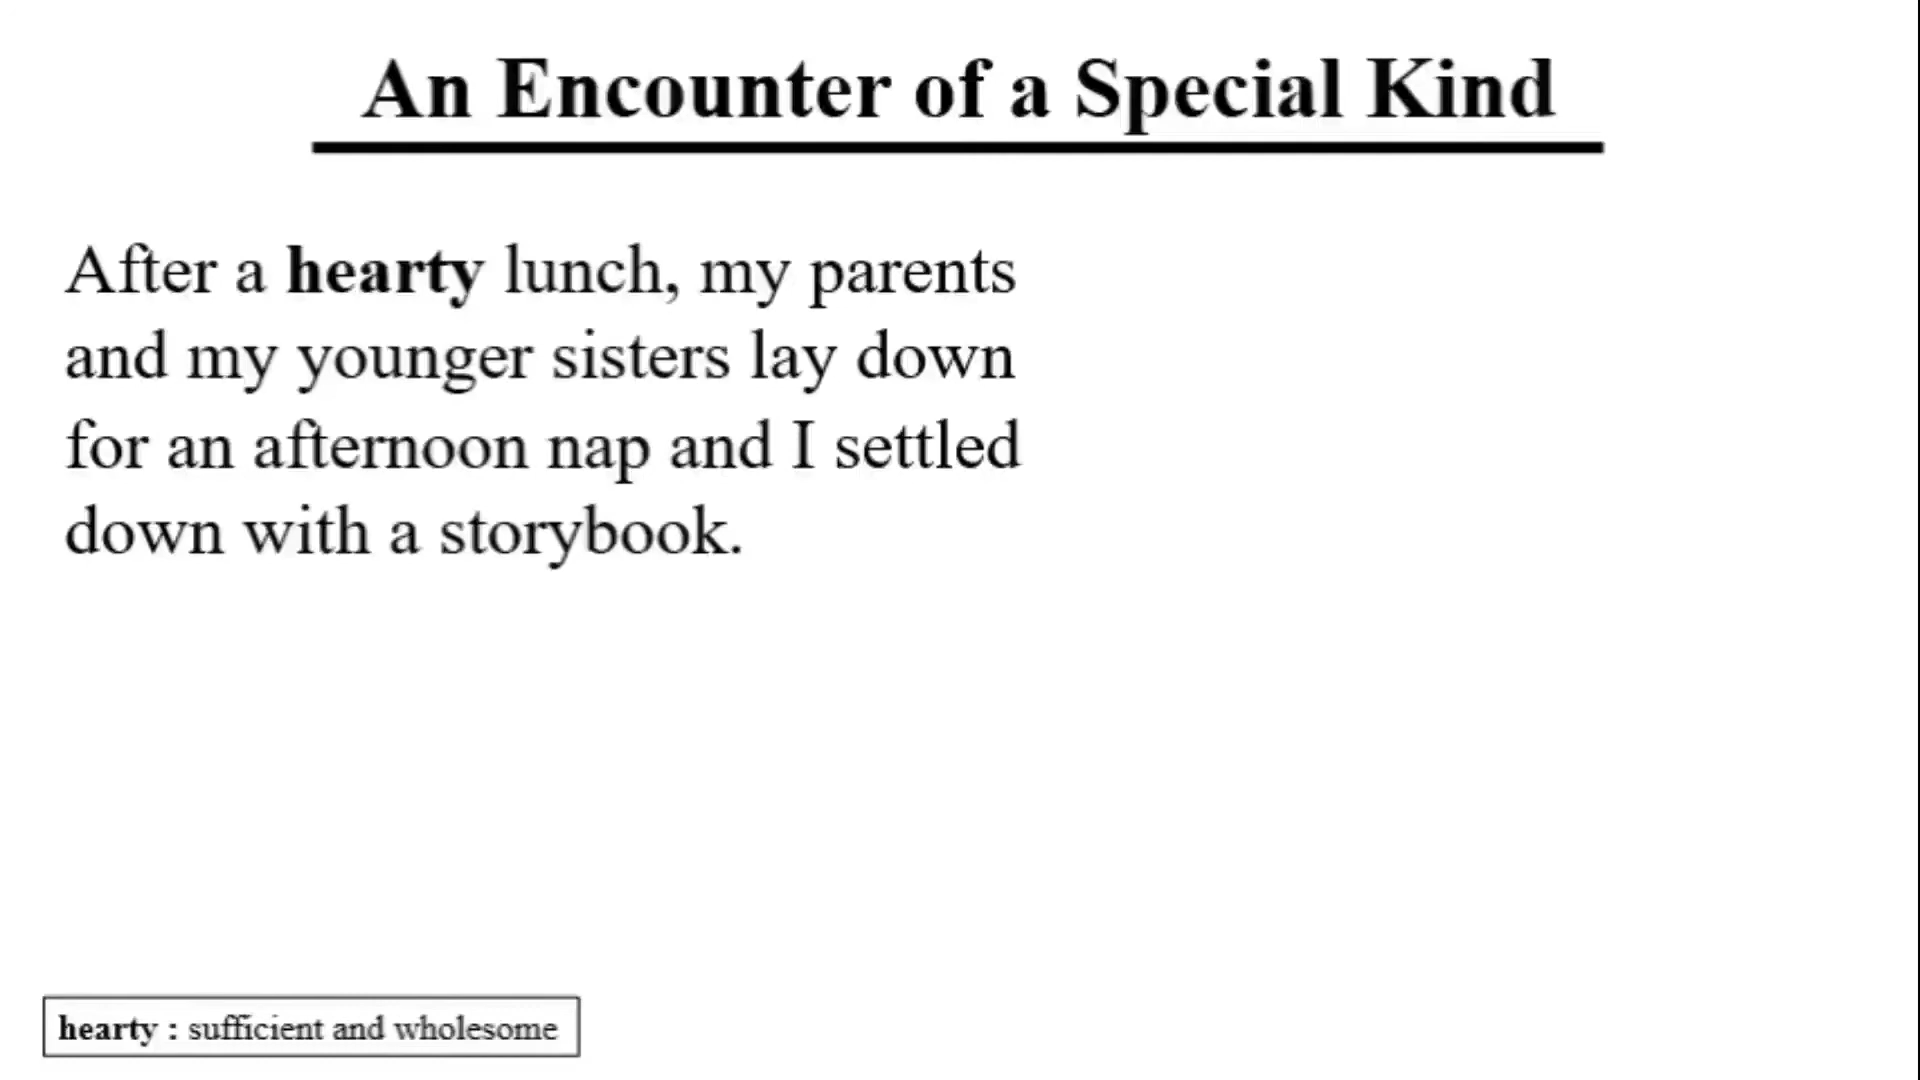 An Encounter of a Special Kind
After a hearty lunch, my parents
and my younger sisters lay down
for an afternoon nap and I settled
down with a storybook.
hearty : sufficient and wholesome